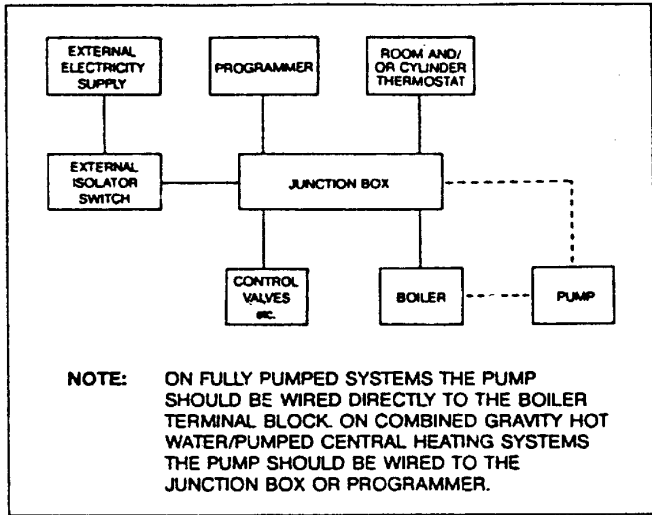 EXTERNAL
ELECTRICITY
SUPPLY
PROGRAMMER
ROOM AND/
OR CYLINDER
THERMOSTAT
EXTERNAL
ISOLATOR
SWITCH
JUNCTION BOX
CONTROL
VALVES
etc.
BOILER
PUMP
NOTE: ON FULLY PUMPED SYSTEMS THE PUMP
SHOULD BE WIRED DIRECTLY TO THE BOILER
TERMINAL BLOCK. ON COMBINED GRAVITY HOT
WATER/PUMPED CENTRAL HEATING SYSTEMS
THE PUMP SHOULD BE WIRED TO THE
JUNCTION BOX OR PROGRAMMER.